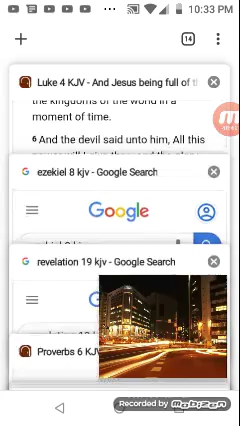 10:33 PM
14
Luke 4 KJV - And Jesus being full of th
the kingdoms of the world in a
moment of time.
6 And the devil said unto him, All this
ezekiel 8 kjv - Google Search
Google
revelation 19 kjv - Google Search
Proverbs 6 KJV
Recorded by MOBIZEN